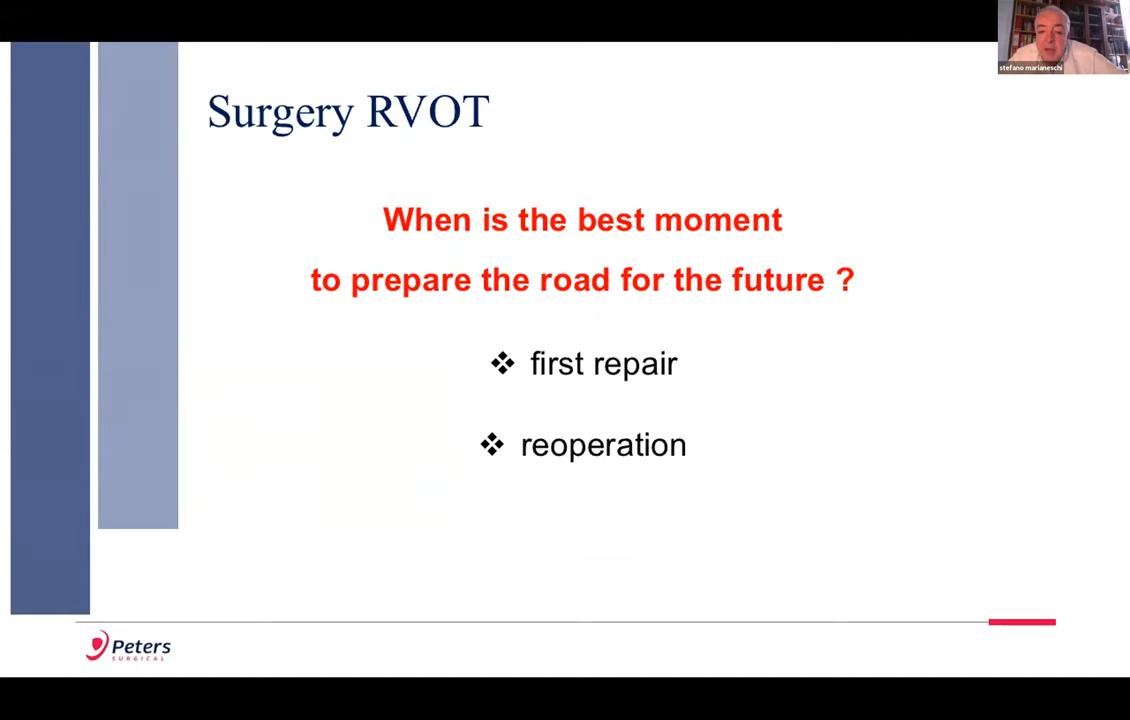 stefano marianeschi
Surgery RVOT
When is the best moment
to prepare the road for the future ?
❖ first repair
❖ reoperation
Peters
SURGICAL